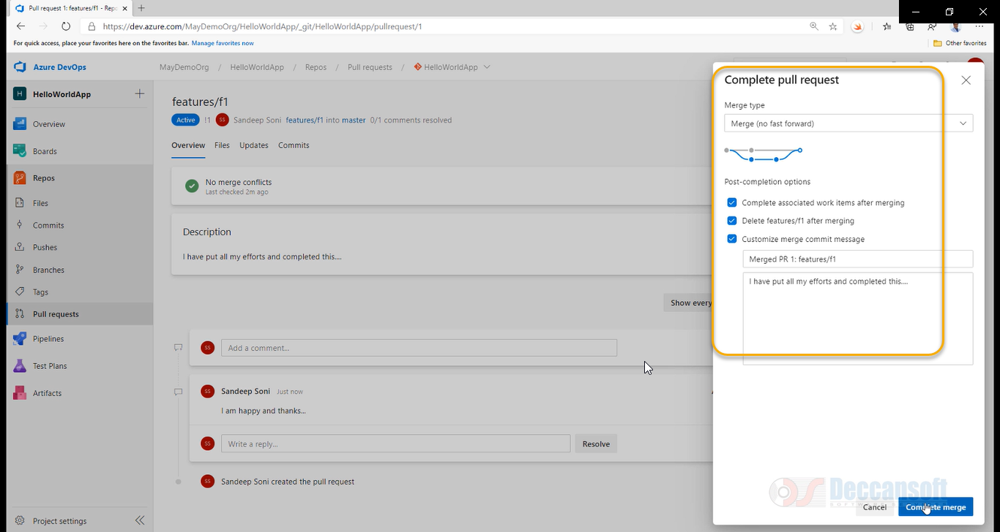 Pull request 1: features/f1 - Repo
https://dev.azure.com/MayDemoOrg/HelloWorldApp/_git/HelloWorldApp/pullrequest/1
For quick access, place your favorites here on the favorites bar. Manage favorites now
Other favorites
Azure DevOps
MayDemoOrg / HelloWorldApp / Repos / Pull requests / HelloWorldApp
H HelloWorldApp
Overview
Boards
Repos
Files
Commits
Pushes
Branches
Tags
Pull requests
Pipelines
Test Plans
Artifacts
Project settings
features/f1
Active !1 SS Sandeep Soni features/f1 into master 0/1 comments resolved
Overview Files Updates Commits
No merge conflicts
Last checked 2m ago
Description
I have put all my efforts and completed this....
Show every
SS Add a comment...
SS Sandeep Soni Just now
I am happy and thanks...
SS Write a reply... Resolve
SS Sandeep Soni created the pull request
Complete pull request
Merge type
Merge (no fast forward)
Post-completion options
Complete associated work items after merging
Delete features/f1 after merging
Customize merge commit message
Merged PR 1: features/f1
I have put all my efforts and completed this....
Deccansoft
Cancel Complete merge